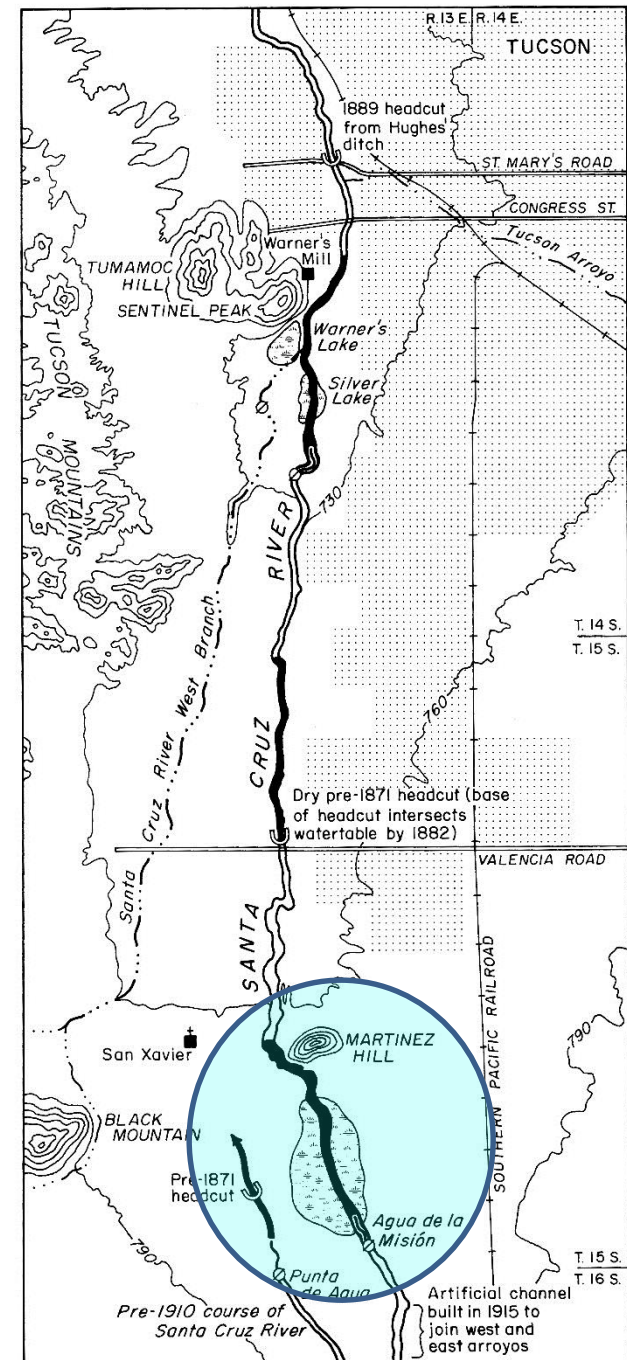 R.13 E. R.14 E.
TUCSON
1889 headcut
from Hughes'
ditch
ST. MARY'S ROAD
CONGRESS ST.
Tucson Arroyo
Warner's
Mill
TUMAMOC
HILL
SENTINEL PEAK
Warner's
Lake
Silver
Lake
TUCSON
MOUNTAINS
730
RIVER
T. 14 S.
T. 15 S.
Santa Cruz River West Branch
760
CRUZ
Dry pre-1871 headcut (base
of headcut intersects
watertable by 1882)
VALENCIA ROAD
SANTA
SOUTHERN PACIFIC RAILROAD
790
San Xavier
MARTINEZ
HILL
BLACK
MOUNTAIN
Pre-1871
headcut
Agua de la
Misión
790
T. 15 S.
T. 16 S.
Punta
de Agua
Pre-1910 course of
Santa Cruz River
Artificial channel
built in 1915 to
join west and
east arroyos